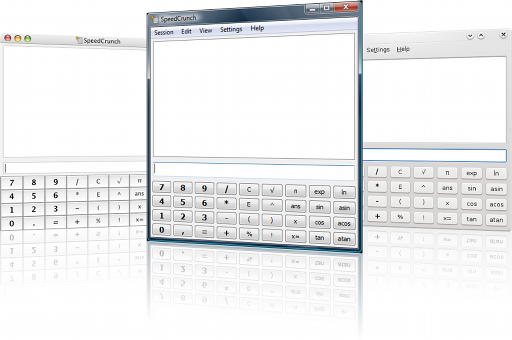 SpeedCrunch
7 8 9 / C √ π
4 5 6 * E ^ ans
1 2 3 - ( ) x
0 . = + % ! x=
SpeedCrunch
Session Edit View Settings Help
7 8 9 / C √ π exp ln
4 5 6 * E ^ ans sin asin
1 2 3 - ( ) x cos acos
0 , = + % ! x= tan atan
Settings Help
/ C √ π exp ln
* E ^ ans sin asin
- ( ) x cos acos
+ % ! x= tan atan